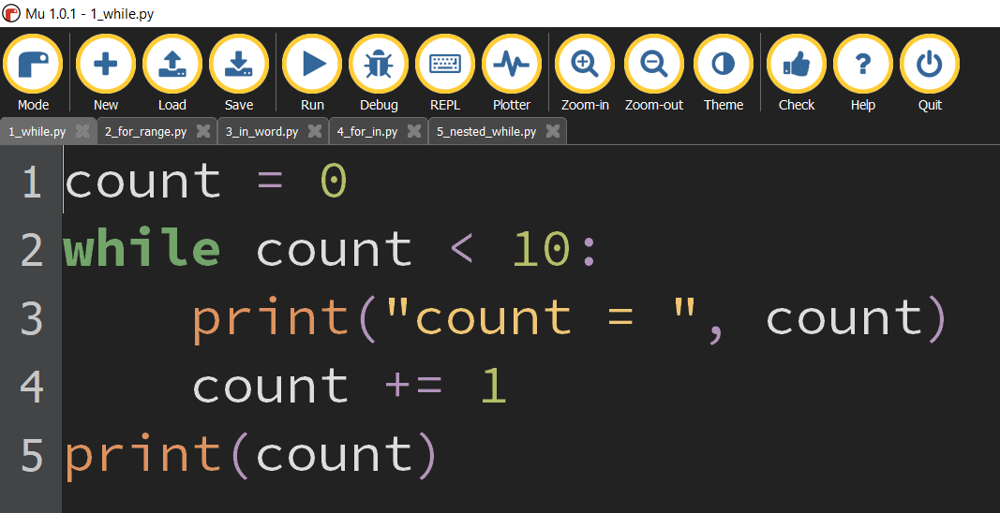 Mu 1.0.1 - 1_while.py
Mode New Load Save Run Debug REPL Plotter Zoom-in Zoom-out Theme Check Help Quit
1_while.py 2_for_range.py 3_in_word.py 4_for_in.py 5_nested_while.py
1 count = 0
2 while count < 10:
3     print("count = ", count)
4     count += 1
5 print(count)